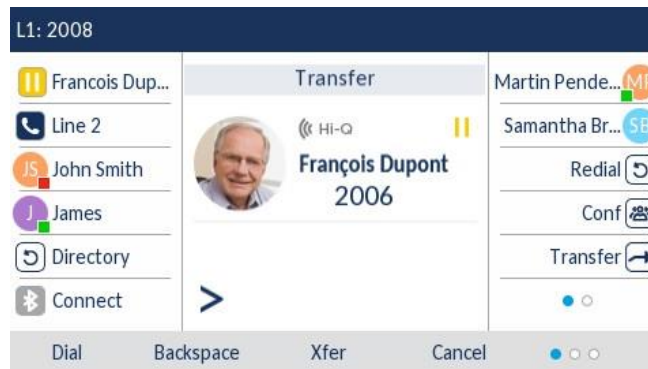 L1: 2008
Francois Dup...
Line 2
JS John Smith
J James
Directory
Connect
Transfer
Hi-Q
François Dupont
2006
>
Martin Pende... MP
Samantha Br... SB
Redial
Conf
Transfer
Dial Backspace Xfer Cancel